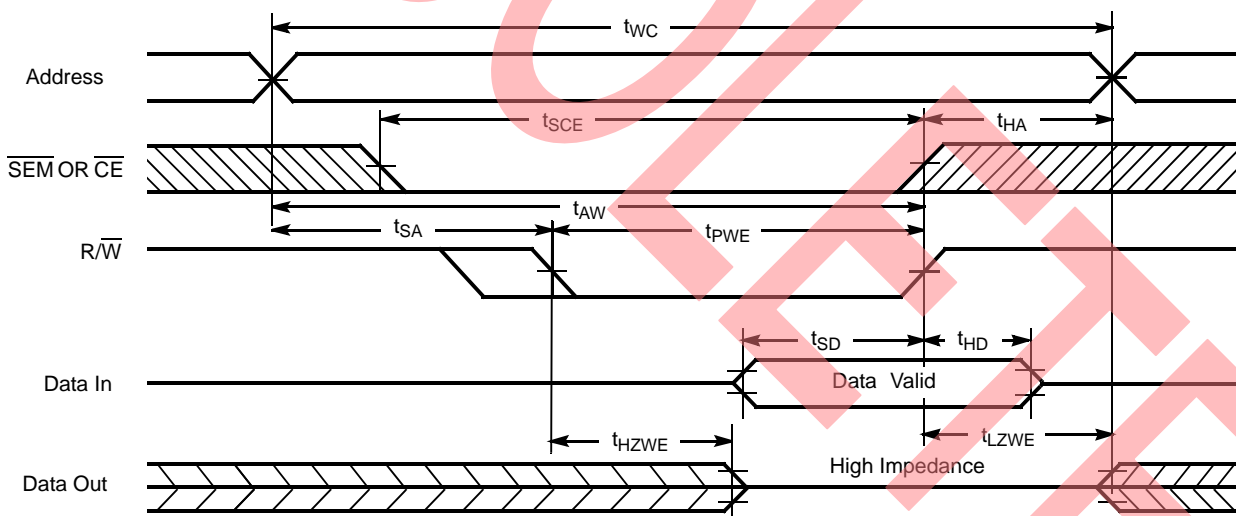 tWC
Address
tSCE
tHA
SEM OR CE
tAW
tSA
tPWE
R/W
tSD
tHD
Data In
Data Valid
tHZWE
tLZWE
High Impedance
Data Out